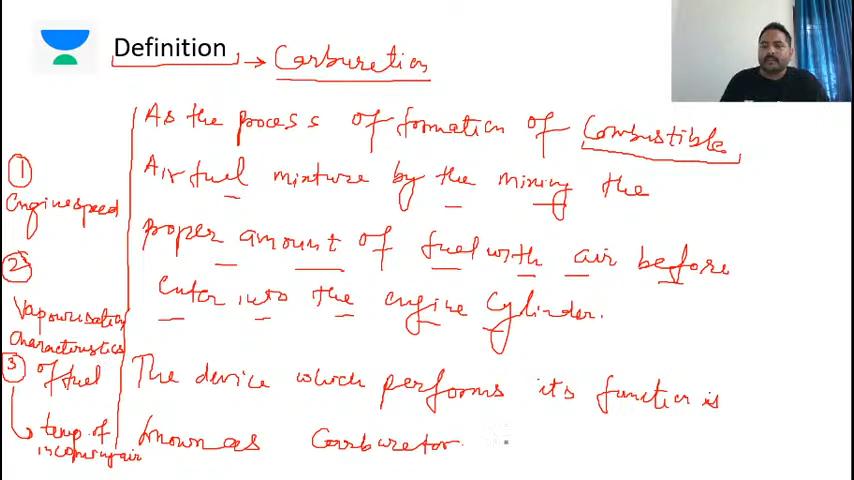 Definition → Carburetion
As the process of formation of Combustible
Air fuel mixture by the mixing the
proper amount of fuel with air before
Enter into the engine Cylinder.
The device which performs its function is
known as Carburetor.
1
Engine speed
2
Vapourisation
Characteristics
of fuel
3
temp. of
incoming air